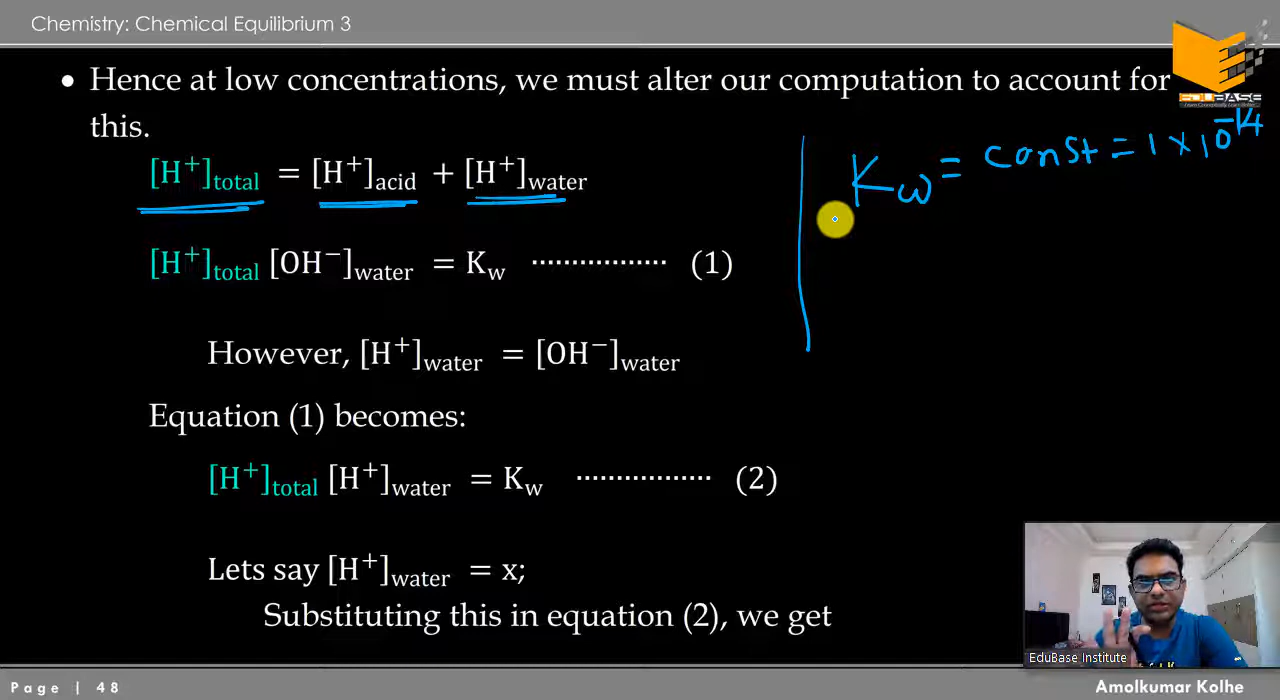 Chemistry: Chemical Equilibrium 3
EDUBASE
• Hence at low concentrations, we must alter our computation to account for
this.
[H⁺]total = [H⁺]acid + [H⁺]water
Kw = const = 1 × 10⁻¹⁴
[H⁺]total [OH⁻]water = Kw ................. (1)
However, [H⁺]water = [OH⁻]water
Equation (1) becomes:
[H⁺]total [H⁺]water = Kw ................. (2)
Lets say [H⁺]water = x;
Substituting this in equation (2), we get
EduBase Institute
Page | 48
Amolkumar Kolhe